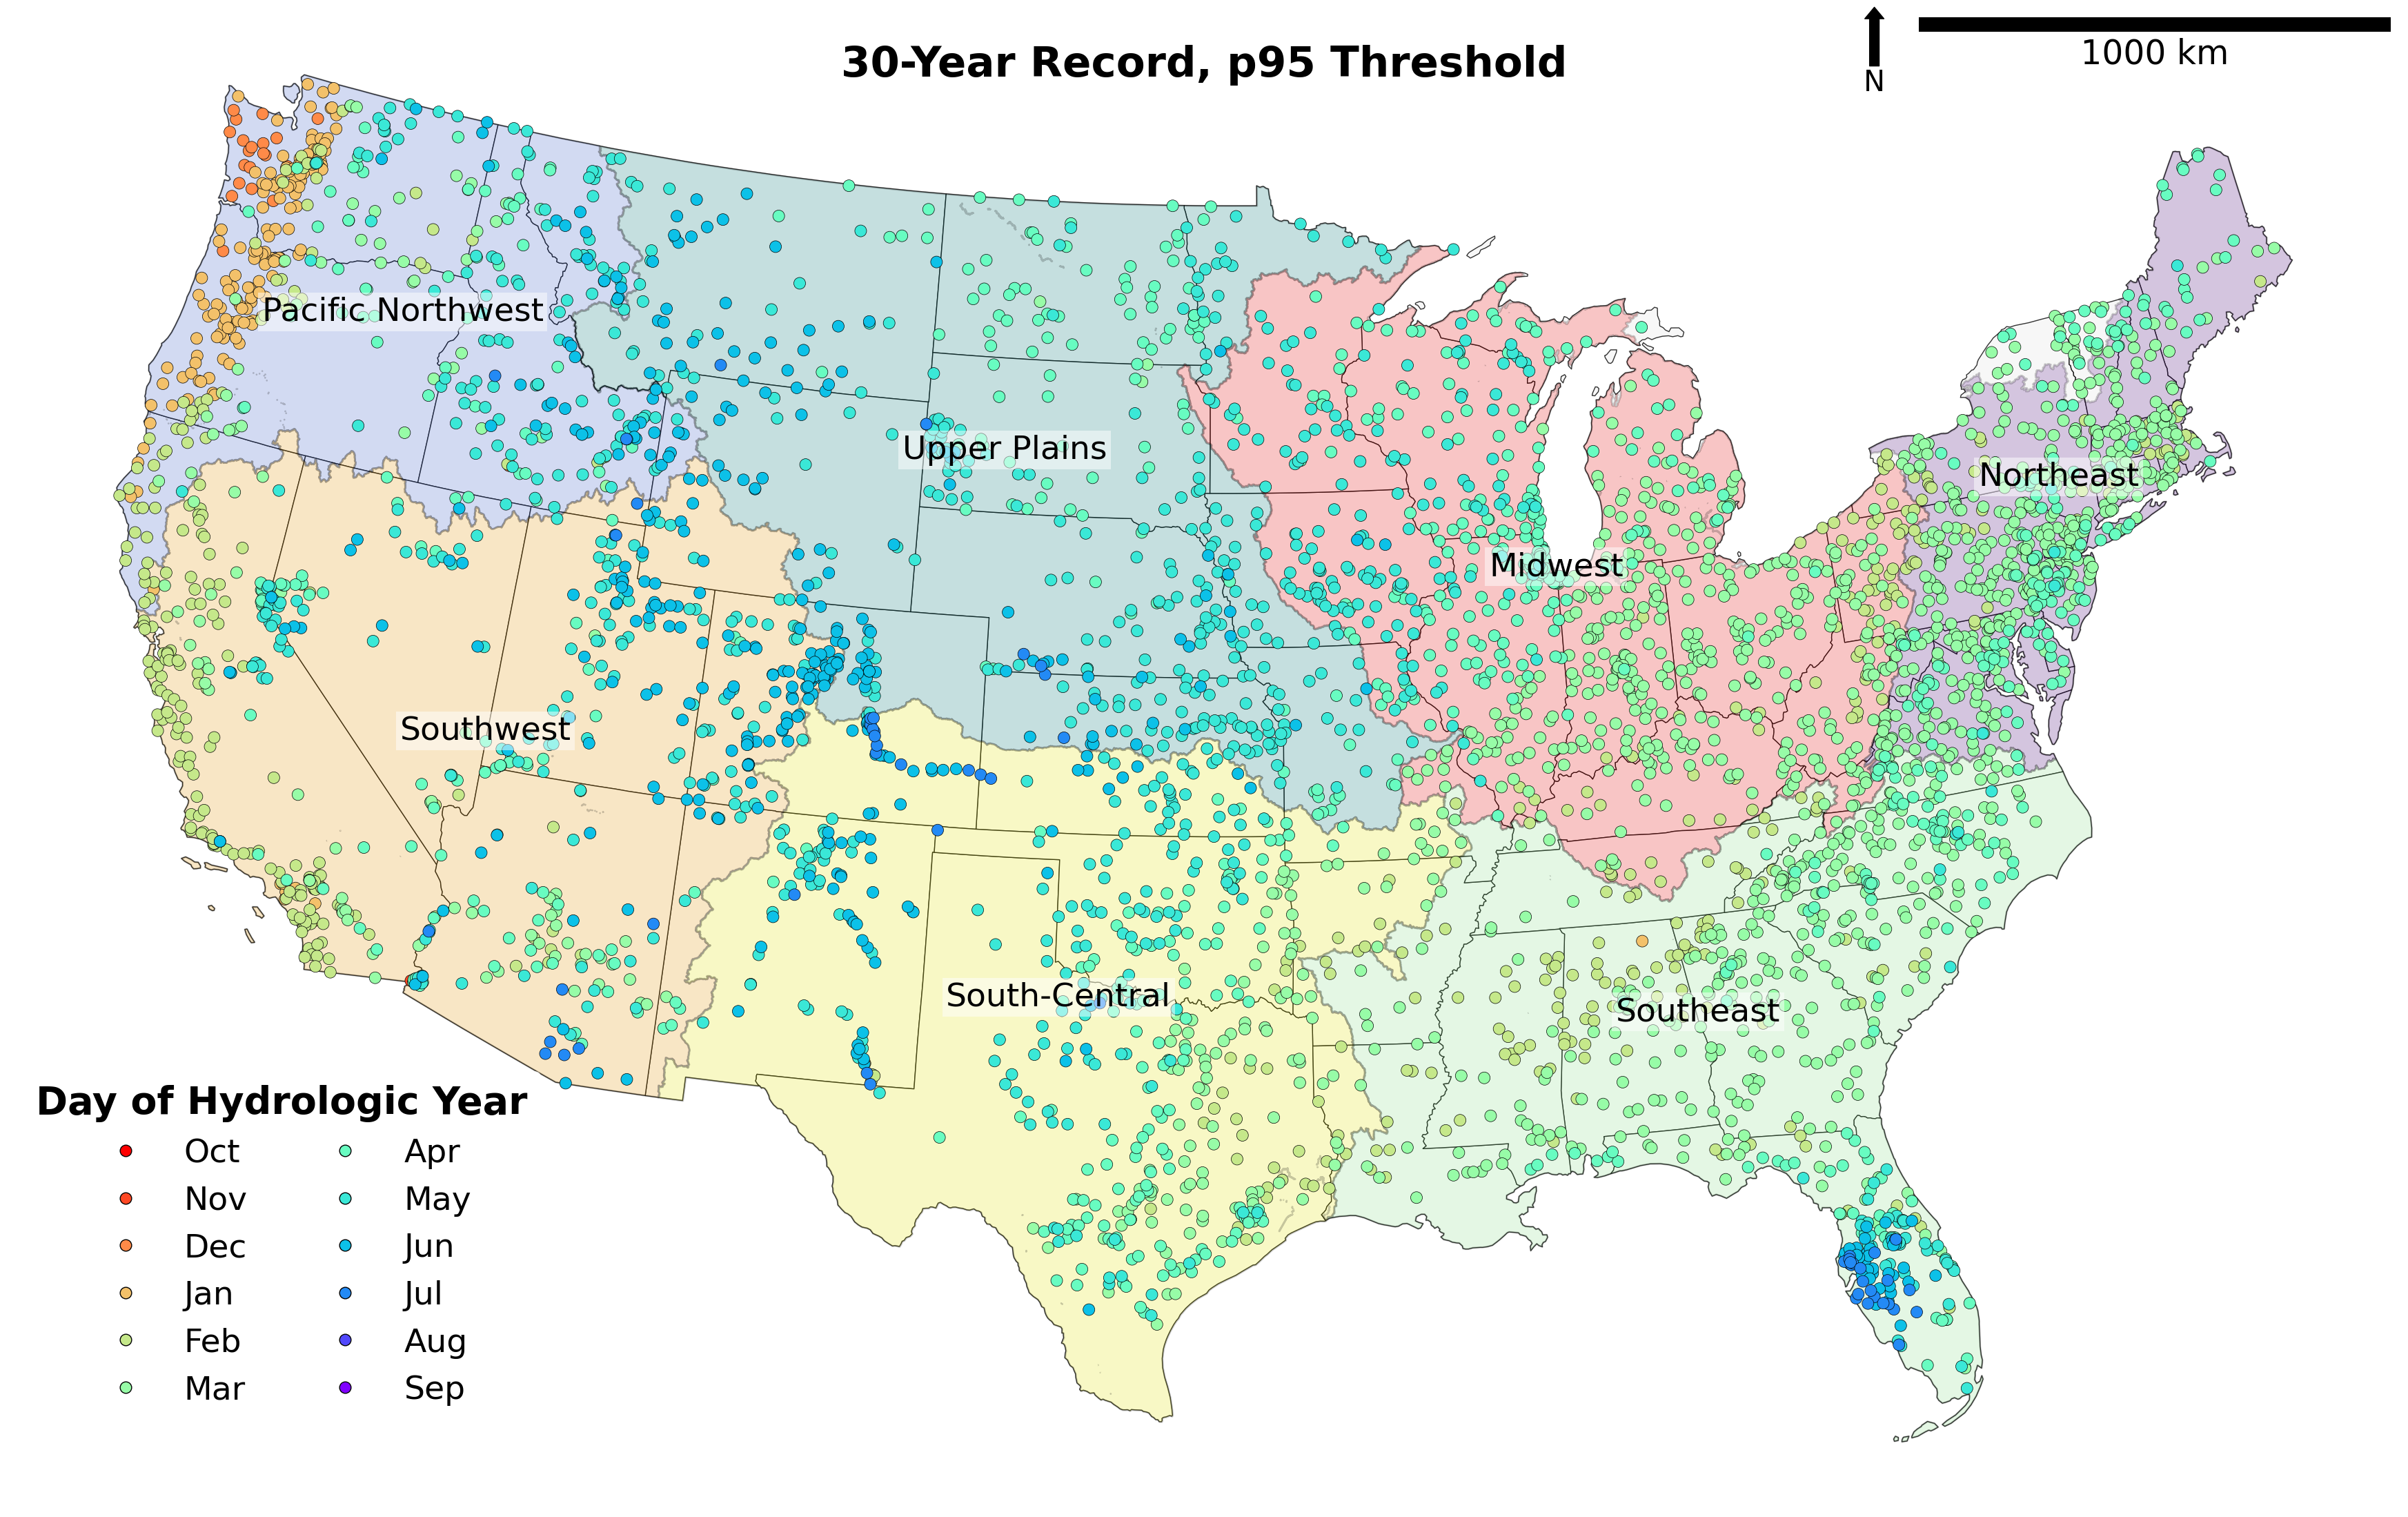 30-Year Record, p95 Threshold
N
1000 km
Pacific Northwest
Upper Plains
Northeast
Midwest
Southwest
South-Central
Southeast
Day of Hydrologic Year
Oct
Nov
Dec
Jan
Feb
Mar
Apr
May
Jun
Jul
Aug
Sep